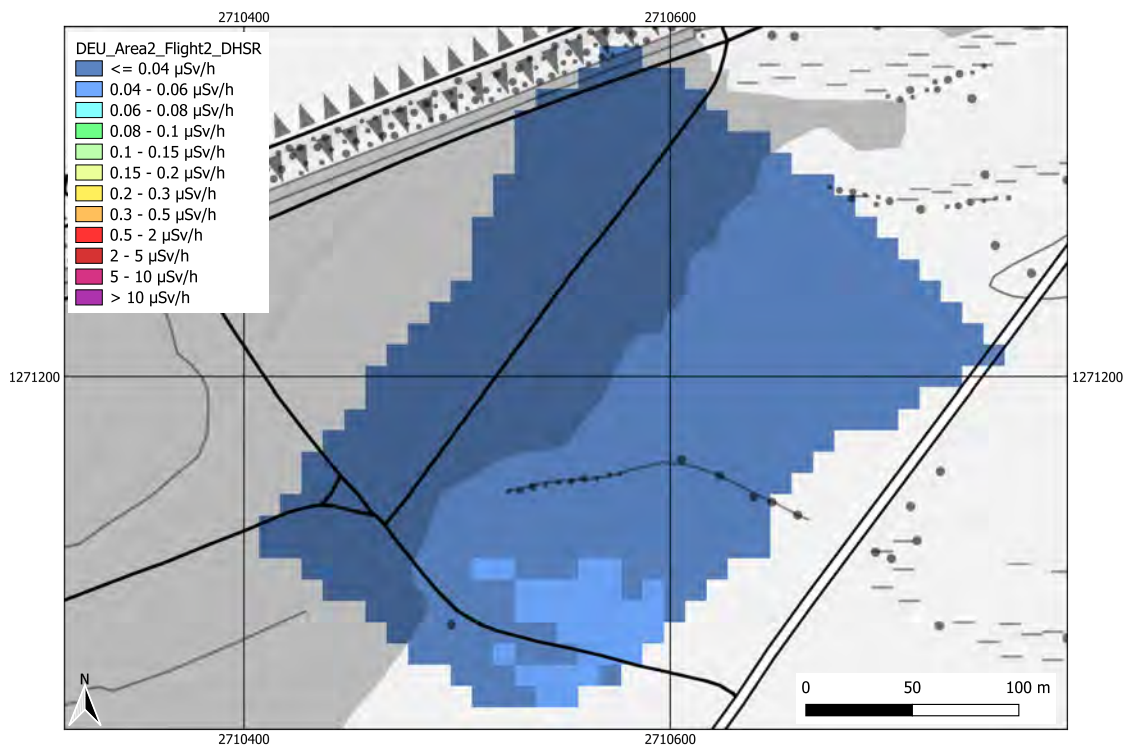 2710400 2710600
DEU_Area2_Flight2_DHSR
<= 0.04 µSv/h
0.04 - 0.06 µSv/h
0.06 - 0.08 µSv/h
0.08 - 0.1 µSv/h
0.1 - 0.15 µSv/h
0.15 - 0.2 µSv/h
0.2 - 0.3 µSv/h
0.3 - 0.5 µSv/h
0.5 - 2 µSv/h
2 - 5 µSv/h
5 - 10 µSv/h
> 10 µSv/h
1271200 1271200
N
0 50 100 m
2710400 2710600